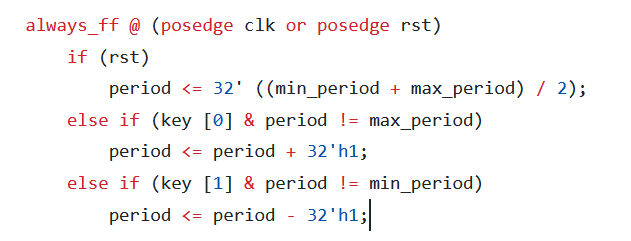 always_ff @ (posedge clk or posedge rst)
if (rst)
period <= 32' ((min_period + max_period) / 2);
else if (key [0] & period != max_period)
period <= period + 32'h1;
else if (key [1] & period != min_period)
period <= period - 32'h1;